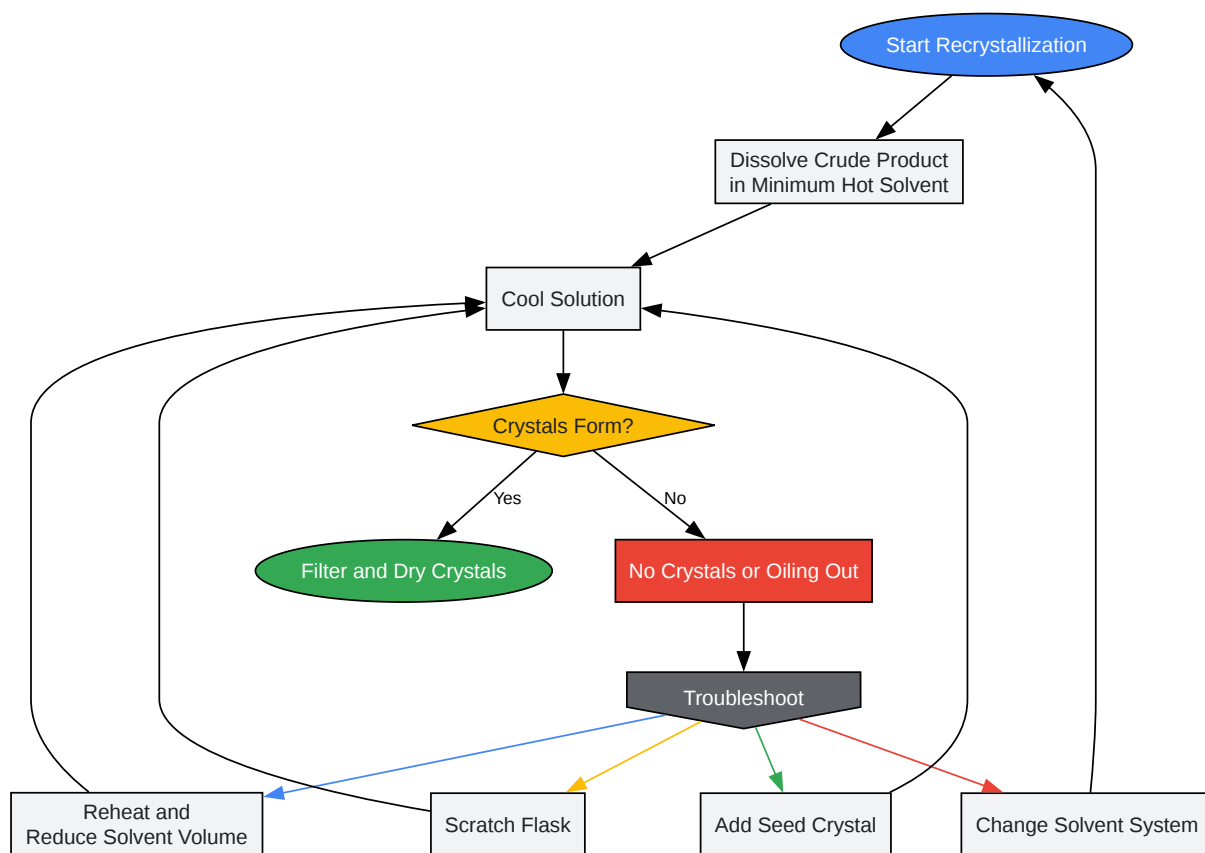 Start Recrystallization
Dissolve Crude Product
in Minimum Hot Solvent
Cool Solution
Crystals Form?
Yes
No
Filter and Dry Crystals
No Crystals or Oiling Out
Troubleshoot
Reheat and
Reduce Solvent Volume
Scratch Flask
Add Seed Crystal
Change Solvent System